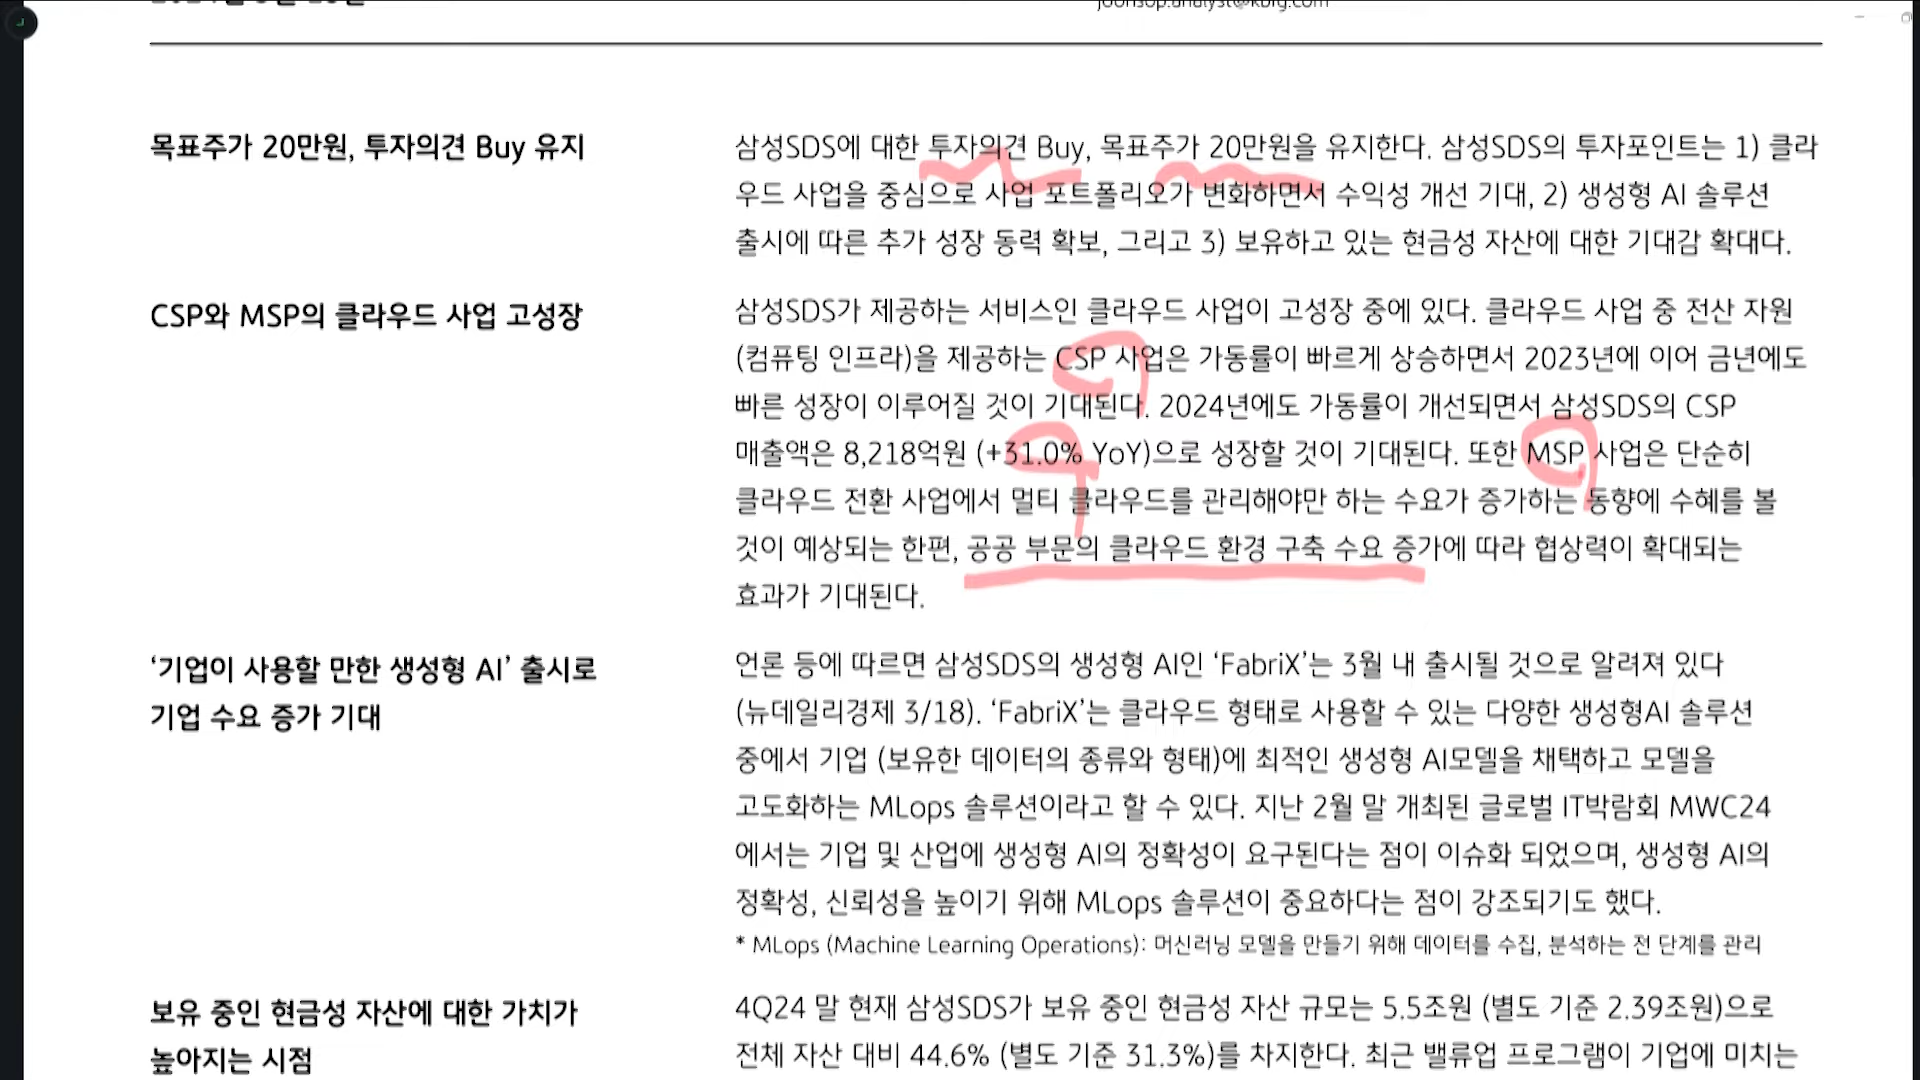 joonsop.analyst@kbfg.com
목표주가 20만원, 투자의견 Buy 유지
삼성SDS에 대한 투자의견 Buy, 목표주가 20만원을 유지한다. 삼성SDS의 투자포인트는 1) 클라
우드 사업을 중심으로 사업 포트폴리오가 변화하면서 수익성 개선 기대, 2) 생성형 AI 솔루션
출시에 따른 추가 성장 동력 확보, 그리고 3) 보유하고 있는 현금성 자산에 대한 기대감 확대다.
CSP와 MSP의 클라우드 사업 고성장
삼성SDS가 제공하는 서비스인 클라우드 사업이 고성장 중에 있다. 클라우드 사업 중 전산 자원
(컴퓨팅 인프라)을 제공하는 CSP 사업은 가동률이 빠르게 상승하면서 2023년에 이어 금년에도
빠른 성장이 이루어질 것이 기대된다. 2024년에도 가동률이 개선되면서 삼성SDS의 CSP
매출액은 8,218억원 (+31.0% YoY)으로 성장할 것이 기대된다. 또한 MSP 사업은 단순히
클라우드 전환 사업에서 멀티 클라우드를 관리해야만 하는 수요가 증가하는 동향에 수혜를 볼
것이 예상되는 한편, 공공 부문의 클라우드 환경 구축 수요 증가에 따라 협상력이 확대되는
효과가 기대된다.
‘기업이 사용할 만한 생성형 AI’ 출시로
기업 수요 증가 기대
언론 등에 따르면 삼성SDS의 생성형 AI인 ‘FabriX’는 3월 내 출시될 것으로 알려져 있다
(뉴데일리경제 3/18). ‘FabriX’는 클라우드 형태로 사용할 수 있는 다양한 생성형AI 솔루션
중에서 기업 (보유한 데이터의 종류와 형태)에 최적인 생성형 AI모델을 채택하고 모델을
고도화하는 MLops 솔루션이라고 할 수 있다. 지난 2월 말 개최된 글로벌 IT박람회 MWC24
에서는 기업 및 산업에 생성형 AI의 정확성이 요구된다는 점이 이슈화 되었으며, 생성형 AI의
정확성, 신뢰성을 높이기 위해 MLops 솔루션이 중요하다는 점이 강조되기도 했다.
* MLops (Machine Learning Operations): 머신러닝 모델을 만들기 위해 데이터를 수집, 분석하는 전 단계를 관리
보유 중인 현금성 자산에 대한 가치가
높아지는 시점
4Q24 말 현재 삼성SDS가 보유 중인 현금성 자산 규모는 5.5조원 (별도 기준 2.39조원)으로
전체 자산 대비 44.6% (별도 기준 31.3%)를 차지한다. 최근 밸류업 프로그램이 기업에 미치는